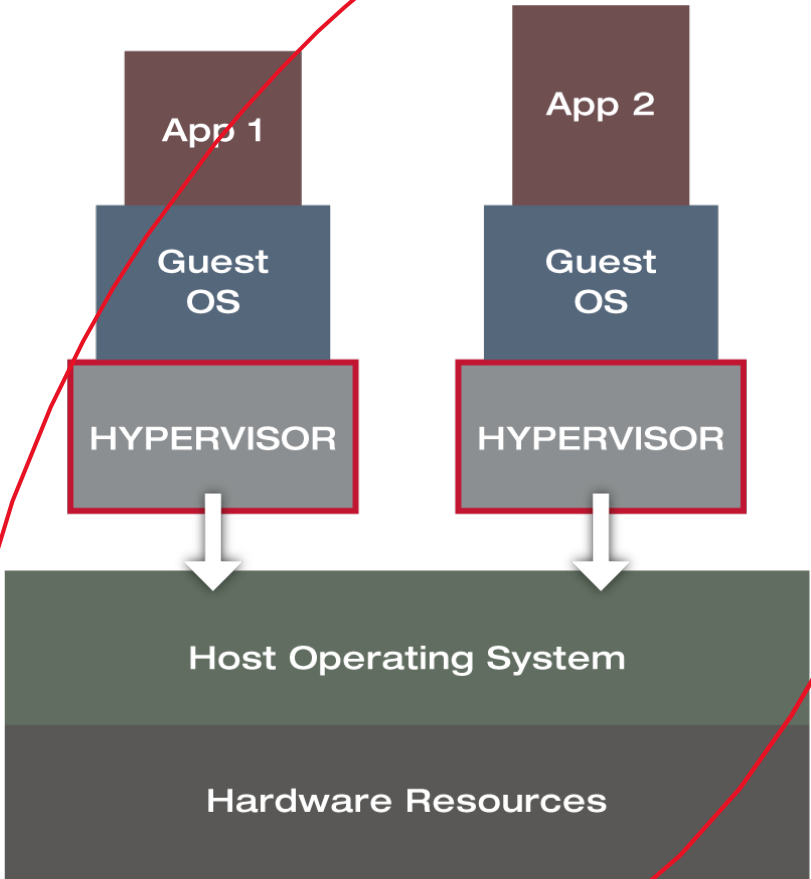 App 1
App 2
Guest
OS
Guest
OS
HYPERVISOR
HYPERVISOR
Host Operating System
Hardware Resources